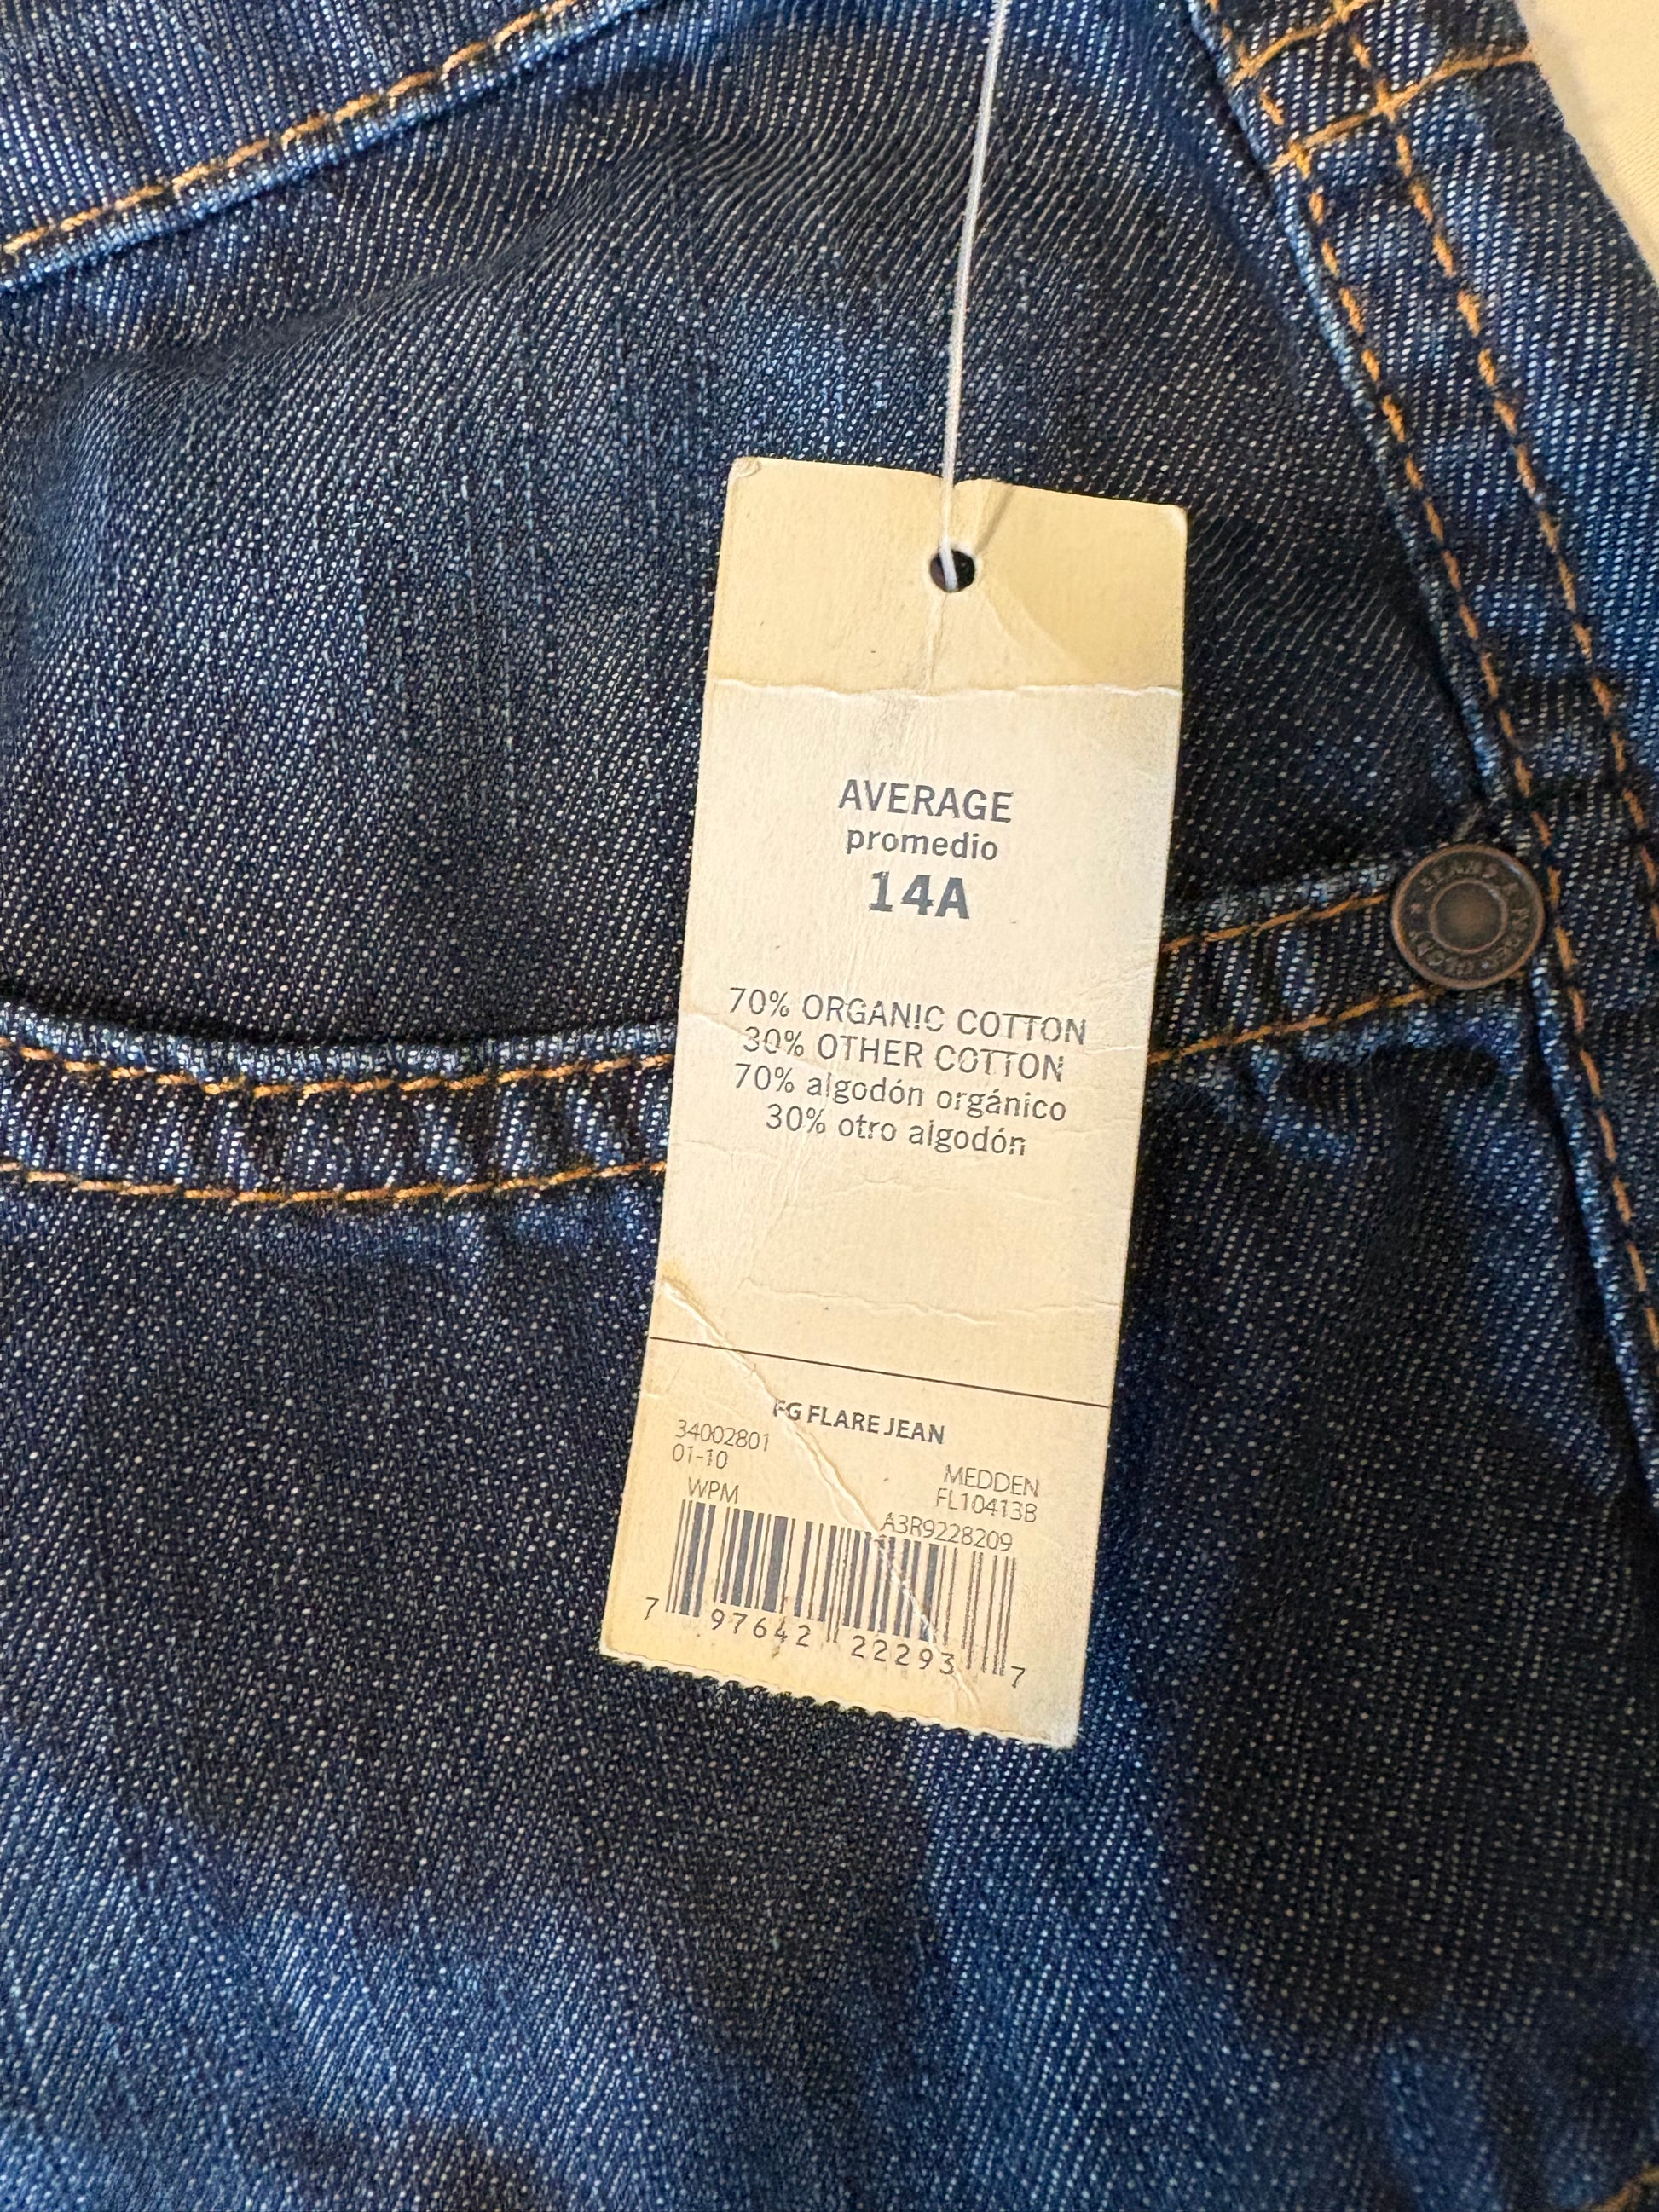 AVERAGE
promedio
14A
70% ORGANIC COTTON
30% OTHER COTTON
70% algodón orgánico
30% otro algodón
FG FLARE JEAN
34002801
01-10
MEDDEN
WPM
FL10413B
A3R9228209
7 97642 22293 7